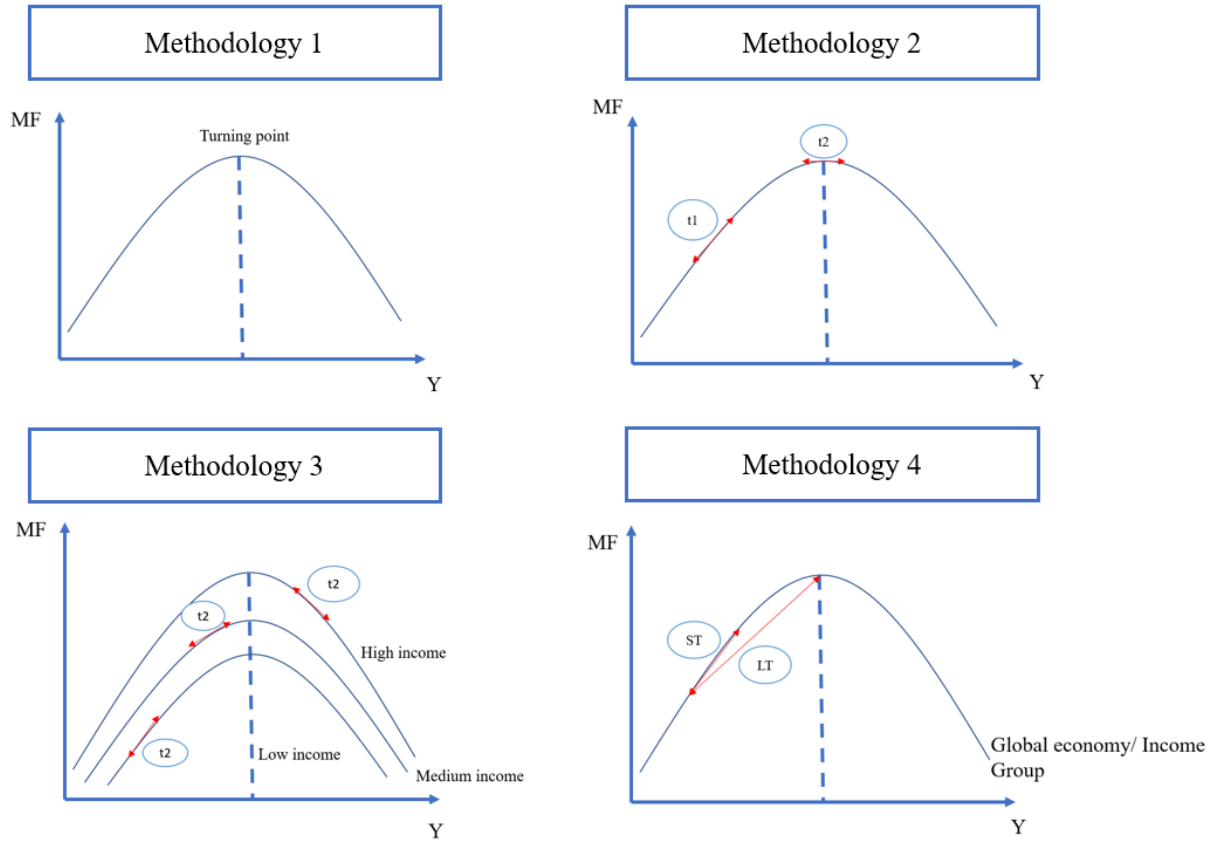 Methodology 1
MF
Turning point
Y
Methodology 2
MF
t2
t1
Y
Methodology 3
MF
t2
t2
High income
t2
Low income
Medium income
Y
Methodology 4
MF
ST
LT
Global economy/ Income
Group
Y